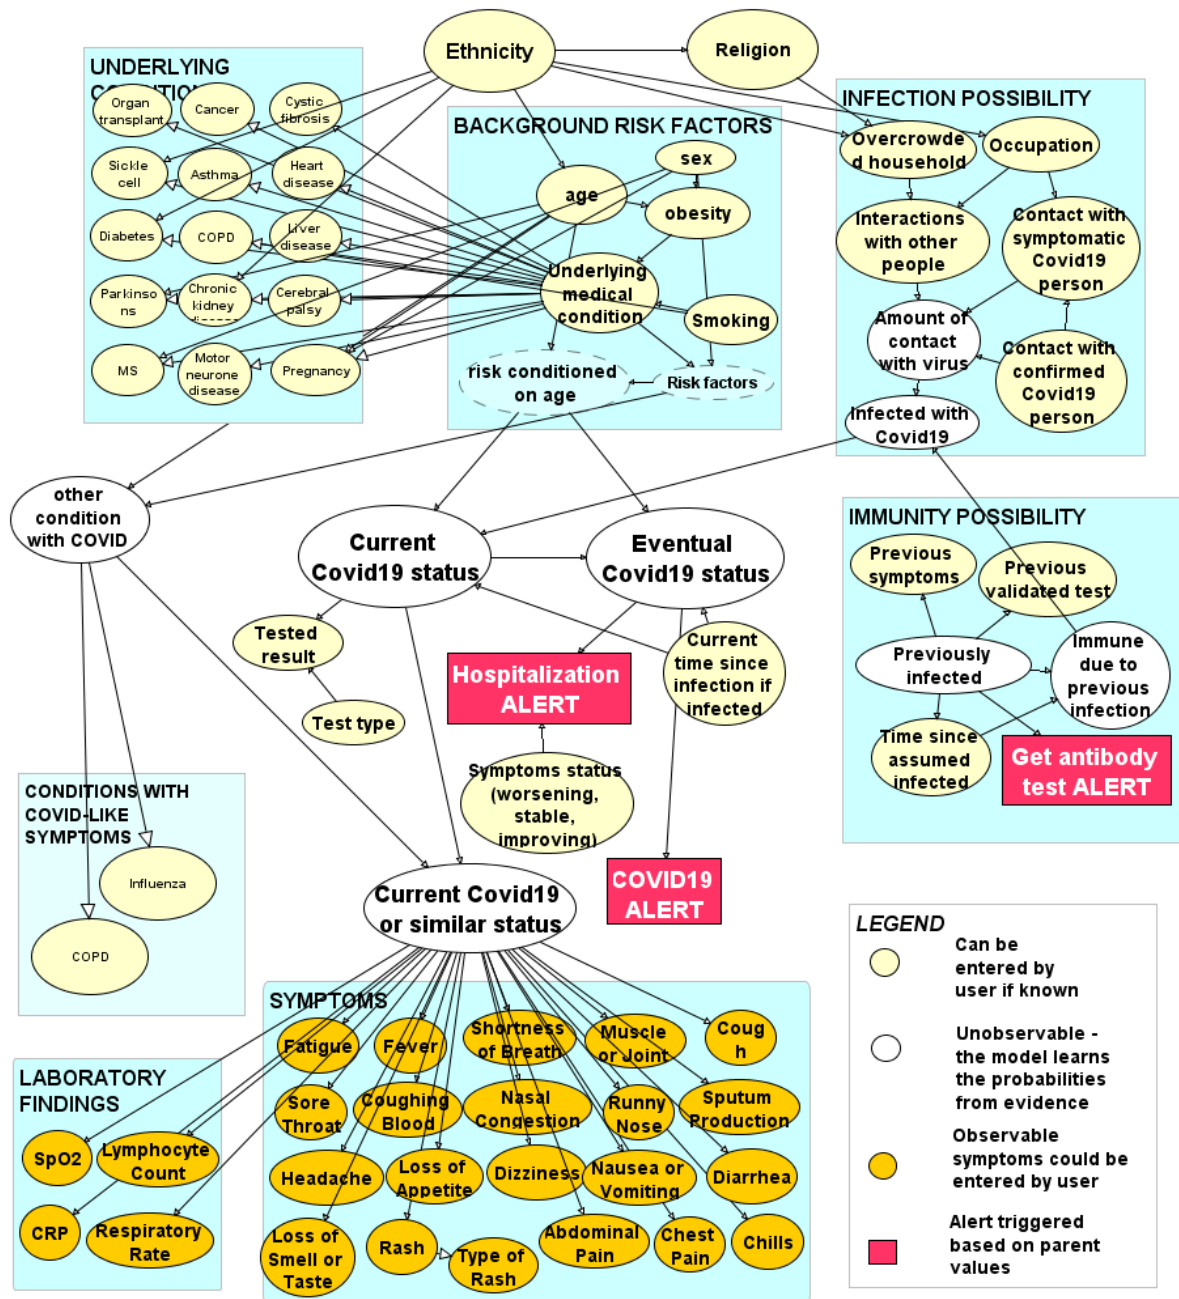 Ethnicity
Religion
UNDERLYING
Organ
transplant
Cancer
Cystic
fibrosis
Sickle
cell
Asthma
Heart
disease
Diabetes
COPD
Liver
disease
Parkinso
ns
Chronic
kidney
Cerebral
palsy
MS
Motor
neurone
disease
Pregnancy
BACKGROUND RISK FACTORS
sex
age
obesity
Underlying
medical
condition
Smoking
risk conditioned
on age
Risk factors
INFECTION POSSIBILITY
Overcrowde
d household
Occupation
Interactions
with other
people
Contact with
symptomatic
Covid19
person
Amount of
contact
with virus
Contact with
confirmed
Covid19
person
Infected with
Covid19
other
condition
with COVID
Current
Covid19 status
Eventual
Covid19 status
IMMUNITY POSSIBILITY
Previous
symptoms
Previous
validated test
Previously
infected
Immune
due to
previous
infection
Time since
assumed
infected
Get antibody
test ALERT
Tested
result
Test type
Hospitalization
ALERT
Current
time since
infection if
infected
Symptoms status
(worsening,
stable,
improving)
COVID19
ALERT
CONDITIONS WITH
COVID-LIKE
SYMPTOMS
Influenza
COPD
Current Covid19
or similar status
LABORATORY
FINDINGS
SpO2
Lymphocyte
Count
CRP
Respiratory
Rate
SYMPTOMS
Fatigue
Fever
Shortness
of Breath
Muscle
or Joint
Coug
h
Sore
Throat
Coughing
Blood
Nasal
Congestion
Runny
Nose
Sputum
Production
Headache
Loss of
Appetite
Dizziness
Nausea or
Vomiting
Diarrhea
Loss of
Smell or
Taste
Rash
Type of
Rash
Abdominal
Pain
Chest
Pain
Chills
LEGEND
Can be
entered by
user if known
Unobservable -
the model learns
the probabilities
from evidence
Observable
symptoms could be
entered by user
Alert triggered
based on parent
values